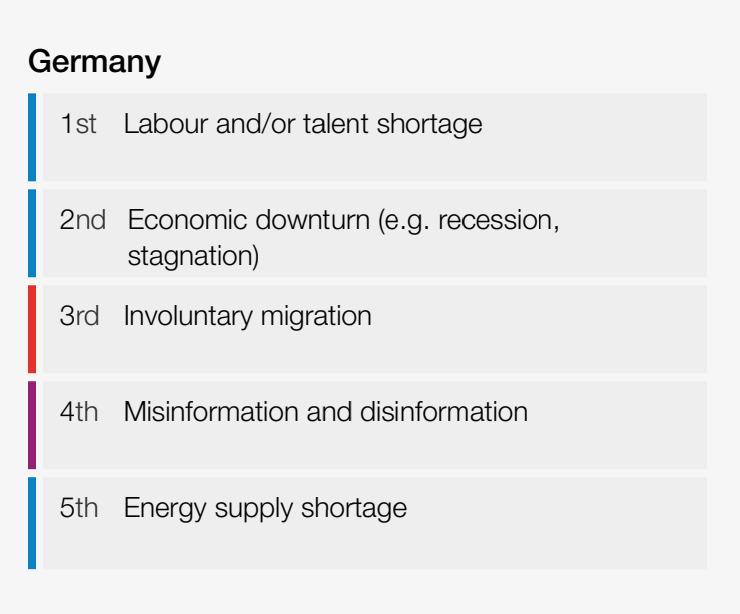 Germany
1st Labour and/or talent shortage
2nd Economic downturn (e.g. recession,
stagnation)
3rd Involuntary migration
4th Misinformation and disinformation
5th Energy supply shortage